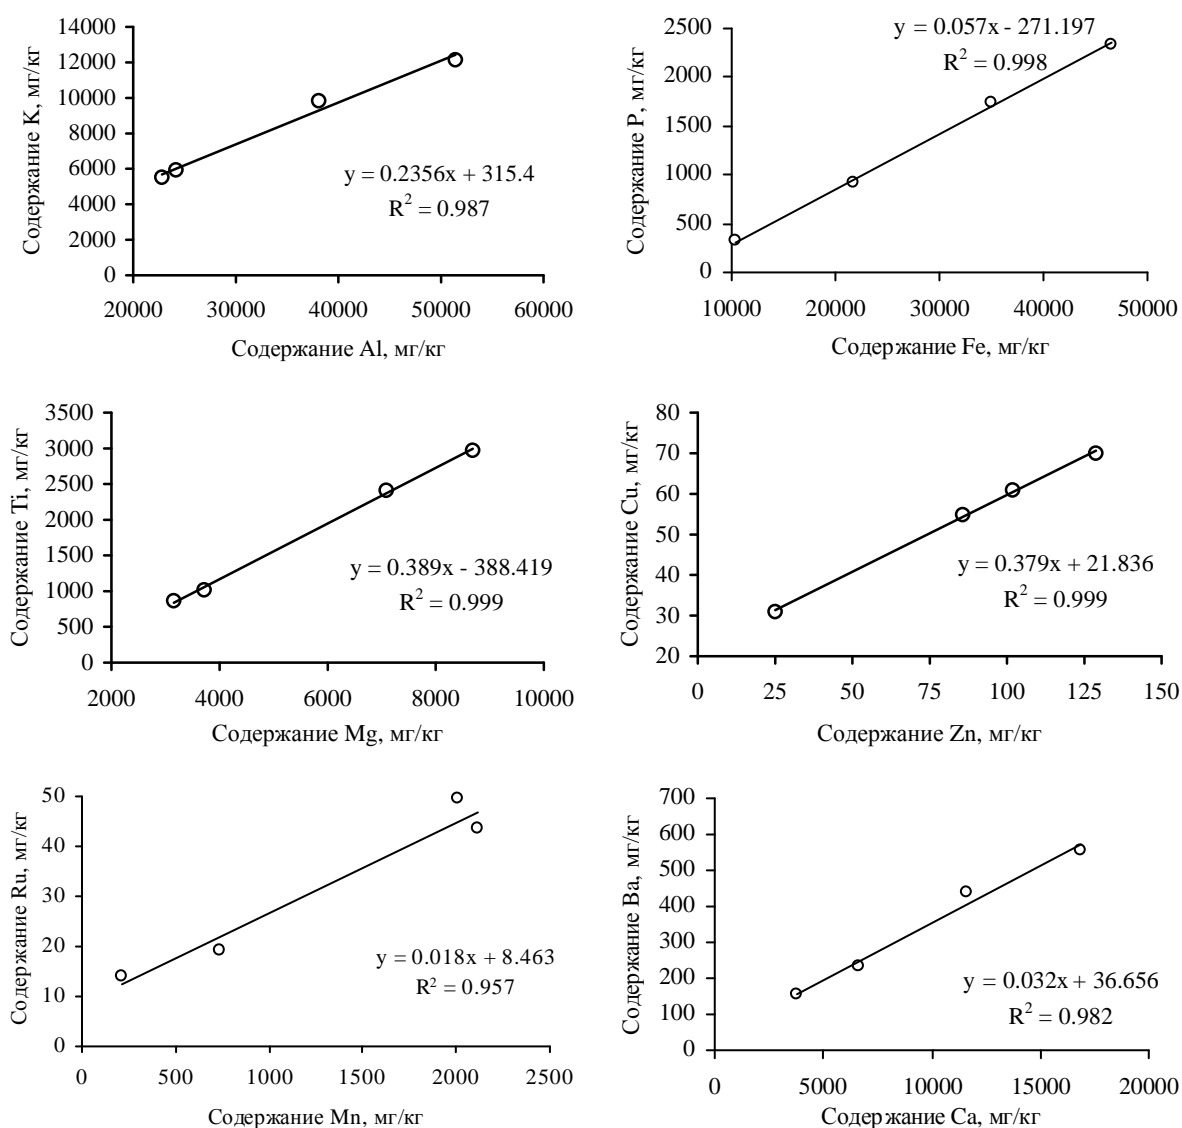 14000
12000
10000
8000
6000
4000
2000
0
20000 30000 40000 50000 60000
Содержание K, мг/кг
Содержание Al, мг/кг
y = 0.2356x + 315.4
R² = 0.987
2500
2000
1500
1000
500
0
10000 20000 30000 40000 50000
Содержание P, мг/кг
Содержание Fe, мг/кг
y = 0.057x - 271.197
R² = 0.998
3500
3000
2500
2000
1500
1000
500
0
2000 4000 6000 8000 10000
Содержание Ti, мг/кг
Содержание Mg, мг/кг
y = 0.389x - 388.419
R² = 0.999
80
70
60
50
40
30
20
0 25 50 75 100 125 150
Содержание Cu, мг/кг
Содержание Zn, мг/кг
y = 0.379x + 21.836
R² = 0.999
50
40
30
20
10
0
0 500 1000 1500 2000 2500
Содержание Ru, мг/кг
Содержание Mn, мг/кг
y = 0.018x + 8.463
R² = 0.957
700
600
500
400
300
200
100
0
0 5000 10000 15000 20000
Содержание Ba, мг/кг
Содержание Ca, мг/кг
y = 0.032x + 36.656
R² = 0.982